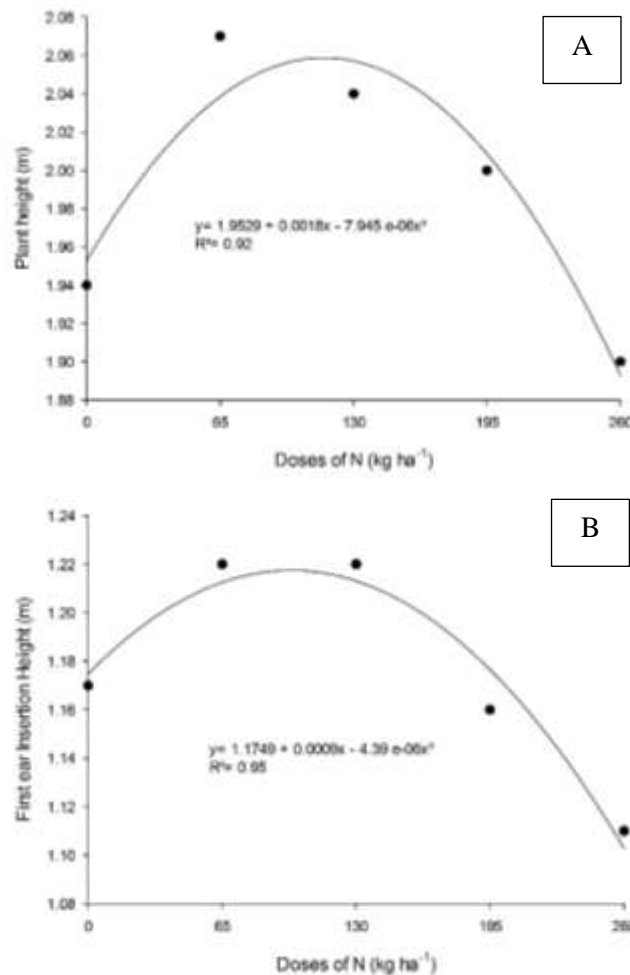 A
2.08
2.06
2.04
2.02
2.00
1.98
1.96
1.94
1.92
1.90
1.88
Plant height (m)
y= 1.9529 + 0.0018x - 7.945 e-06x²
R²= 0.92
0 65 130 195 260
Doses of N (kg ha⁻¹)
B
1.24
1.22
1.20
1.18
1.16
1.14
1.12
1.10
1.08
First ear Insertion Height (m)
y= 1.1749 + 0.0009x - 4.39 e-06x²
R²= 0.95
0 65 130 195 260
Doses of N (kg ha⁻¹)